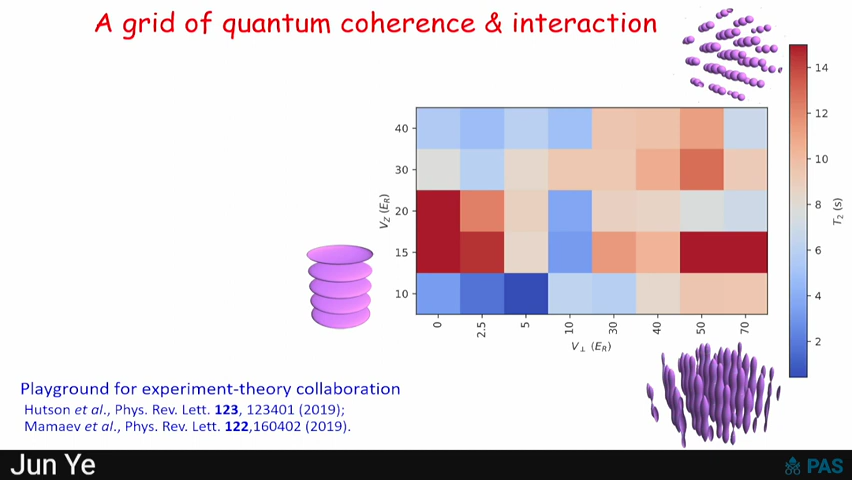 A grid of quantum coherence & interaction
40
30
20
15
10
V_Z (E_R)
0
2.5
5
10
30
40
50
70
V_⊥ (E_R)
14
12
10
8
6
4
2
T_2 (s)
Playground for experiment-theory collaboration
Hutson et al., Phys. Rev. Lett. 123, 123401 (2019);
Mamaev et al., Phys. Rev. Lett. 122,160402 (2019).
Jun Ye
PAS